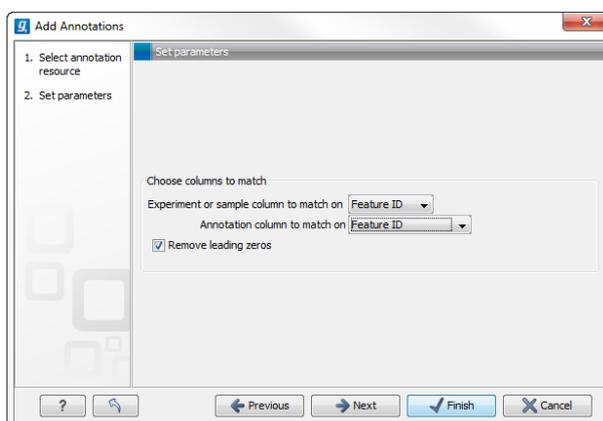 Add Annotations
1. Select annotation
resource
2. Set parameters
Set parameters
Choose columns to match
Experiment or sample column to match on Feature ID
Annotation column to match on Feature ID
Remove leading zeros
? Previous Next Finish Cancel